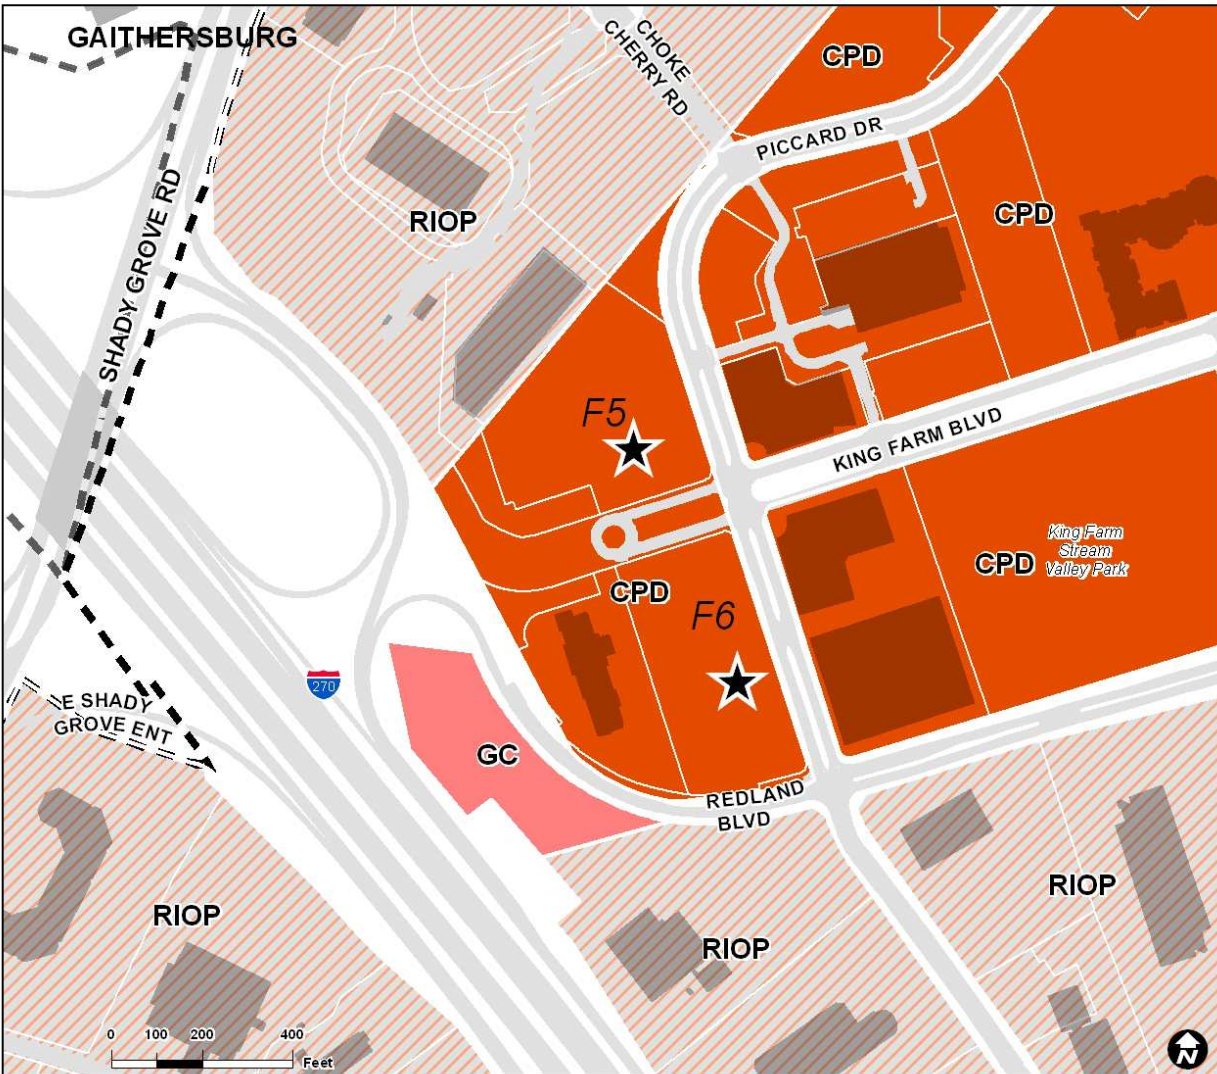 GAITHERSBURG
CHOKE
CHERRY RD
CPD
PICCARD DR
SHADY GROVE RD
RIOP
CPD
F5
KING FARM BLVD
King Farm
Stream
Valley Park
CPD
CPD
F6
270
E SHADY
GROVE ENT
GC
REDLAND
BLVD
RIOP
RIOP
RIOP
0 100 200 400
Feet
N